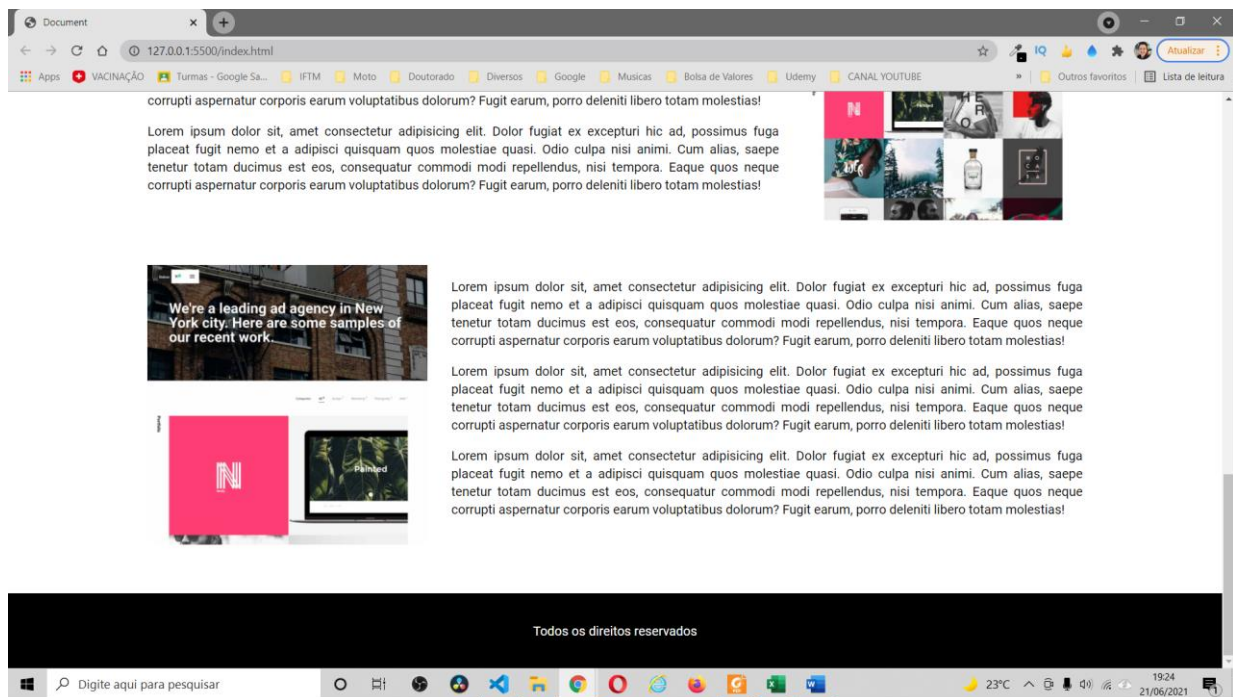 Document
127.0.0.1:5500/index.html
IQ
Atualizar
Apps
VACINAÇÃO
Turmas - Google Sa...
IFTM
Moto
Doutorado
Diversos
Google
Musicas
Bolsa de Valores
Udemy
CANAL YOUTUBE
»
Outros favoritos
Lista de leitura
corrupti aspernatur corporis earum voluptatibus dolorum? Fugit earum, porro deleniti libero totam molestias!
Lorem ipsum dolor sit, amet consectetur adipisicing elit. Dolor fugiat ex excepturi hic ad, possimus fuga
placeat fugit nemo et a adipisci quisquam quos molestiae quasi. Odio culpa nisi animi. Cum alias, saepe
tenetur totam ducimus est eos, consequatur commodi modi repellendus, nisi tempora. Eaque quos neque
corrupti aspernatur corporis earum voluptatibus dolorum? Fugit earum, porro deleniti libero totam molestias!
We're a leading ad agency in New
York city. Here are some samples of
our recent work.
Painted
Lorem ipsum dolor sit, amet consectetur adipisicing elit. Dolor fugiat ex excepturi hic ad, possimus fuga
placeat fugit nemo et a adipisci quisquam quos molestiae quasi. Odio culpa nisi animi. Cum alias, saepe
tenetur totam ducimus est eos, consequatur commodi modi repellendus, nisi tempora. Eaque quos neque
corrupti aspernatur corporis earum voluptatibus dolorum? Fugit earum, porro deleniti libero totam molestias!
Lorem ipsum dolor sit, amet consectetur adipisicing elit. Dolor fugiat ex excepturi hic ad, possimus fuga
placeat fugit nemo et a adipisci quisquam quos molestiae quasi. Odio culpa nisi animi. Cum alias, saepe
tenetur totam ducimus est eos, consequatur commodi modi repellendus, nisi tempora. Eaque quos neque
corrupti aspernatur corporis earum voluptatibus dolorum? Fugit earum, porro deleniti libero totam molestias!
Lorem ipsum dolor sit, amet consectetur adipisicing elit. Dolor fugiat ex excepturi hic ad, possimus fuga
placeat fugit nemo et a adipisci quisquam quos molestiae quasi. Odio culpa nisi animi. Cum alias, saepe
tenetur totam ducimus est eos, consequatur commodi modi repellendus, nisi tempora. Eaque quos neque
corrupti aspernatur corporis earum voluptatibus dolorum? Fugit earum, porro deleniti libero totam molestias!
Todos os direitos reservados
Digite aqui para pesquisar
23°C
19:24
21/06/2021